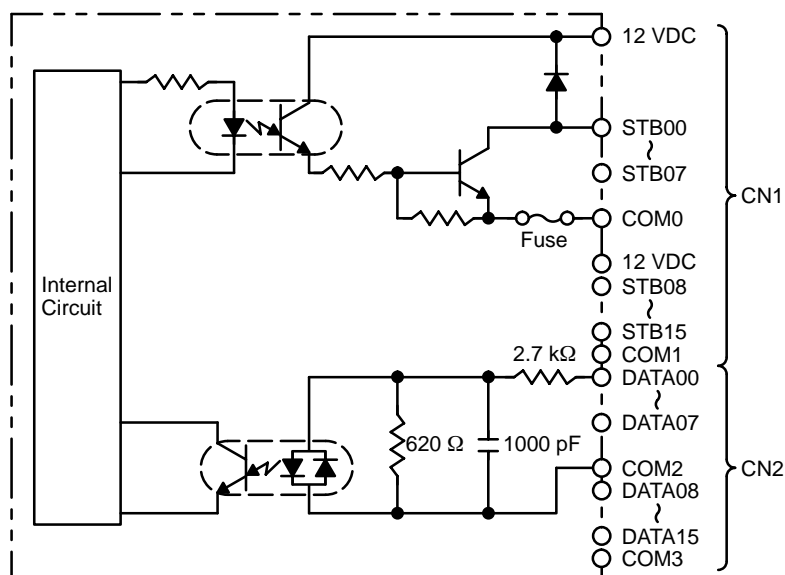 12 VDC
STB00
~
STB07
CN1
COM0
Fuse
12 VDC
Internal
Circuit
STB08
~
STB15
2.7 kΩ
COM1
DATA00
~
620 Ω
1000 pF
DATA07
COM2
CN2
DATA08
~
DATA15
COM3